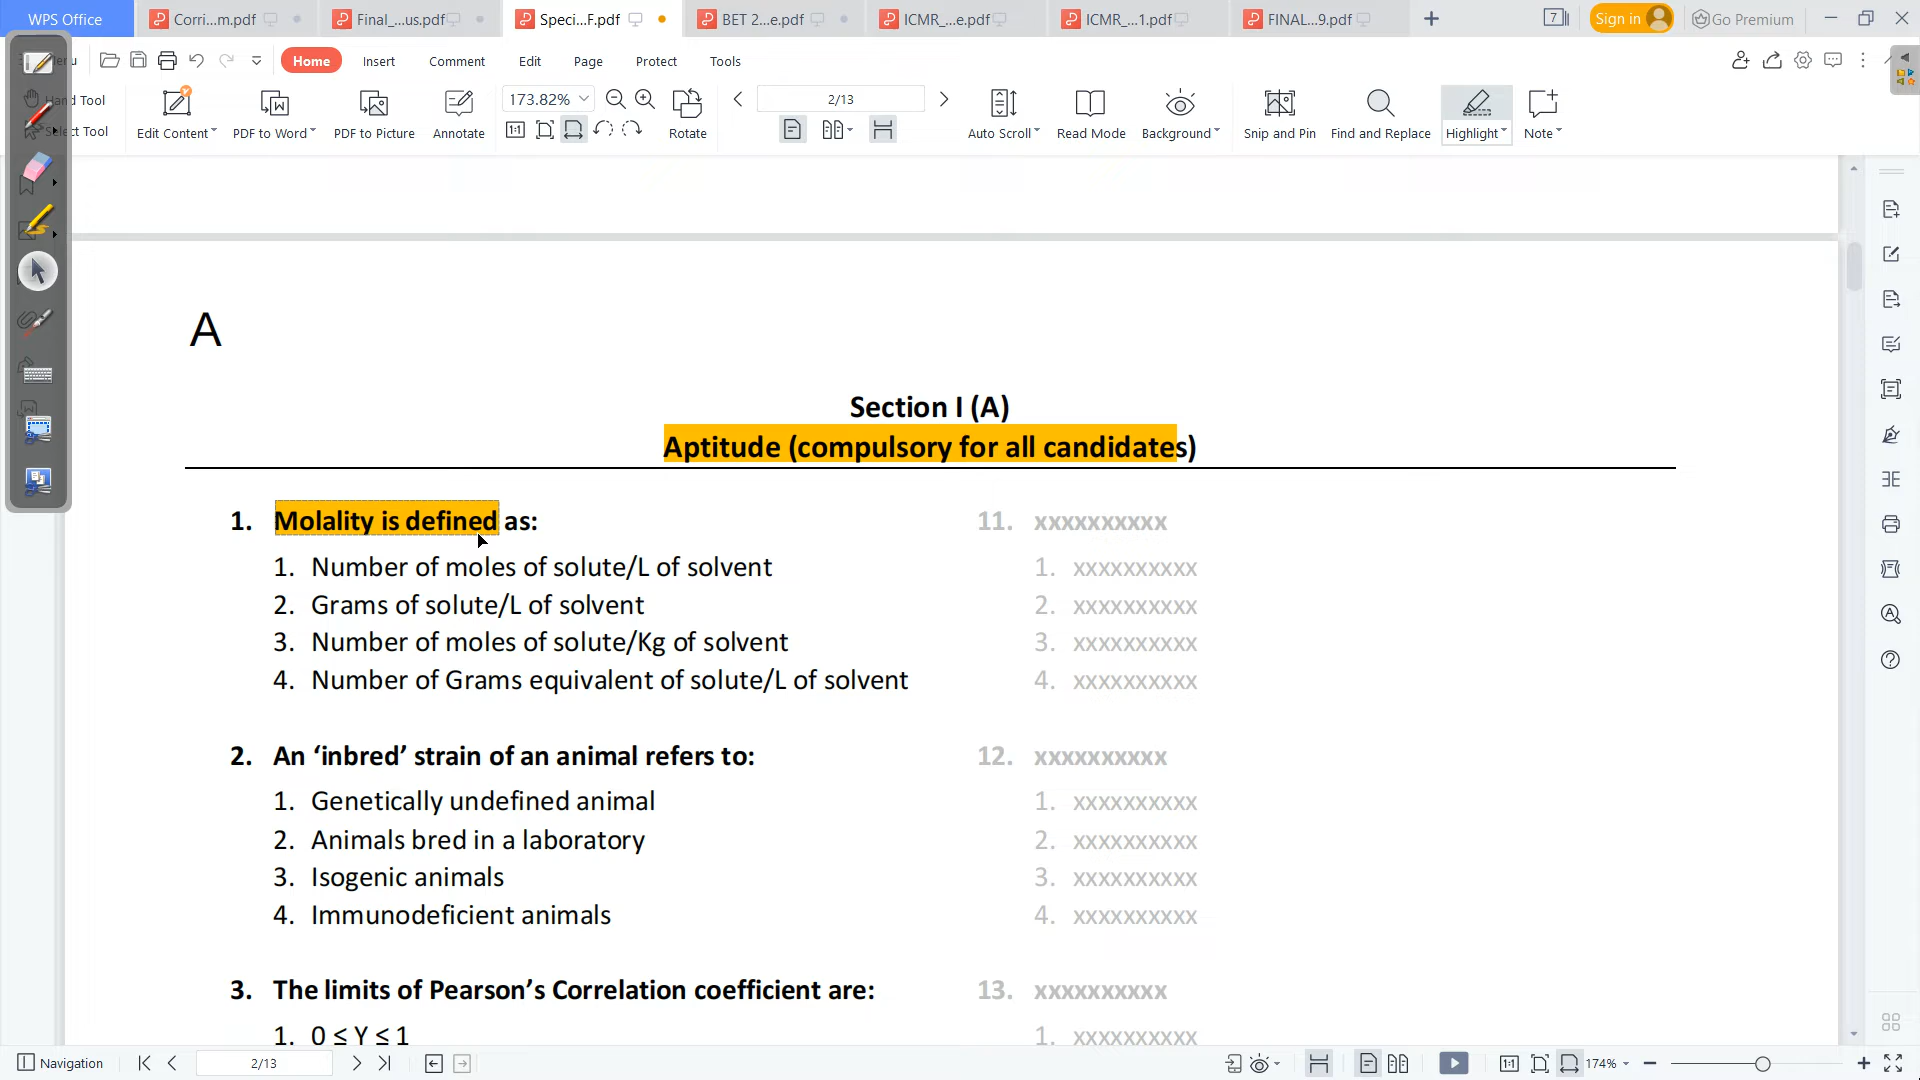 WPS Office
Corri...m.pdf
Final_...us.pdf
Speci...F.pdf
BET 2...e.pdf
ICMR_...e.pdf
ICMR_...1.pdf
FINAL...9.pdf
7
Sign in
Go Premium
Home
Insert
Comment
Edit
Page
Protect
Tools
Hand Tool
Select Tool
Edit Content
PDF to Word
PDF to Picture
Annotate
173.82%
1:1
Rotate
2/13
Auto Scroll
Read Mode
Background
Snip and Pin
Find and Replace
Highlight
Note
A
Section I (A)
Aptitude (compulsory for all candidates)
1. Molality is defined as:
1. Number of moles of solute/L of solvent
2. Grams of solute/L of solvent
3. Number of moles of solute/Kg of solvent
4. Number of Grams equivalent of solute/L of solvent
2. An ‘inbred’ strain of an animal refers to:
1. Genetically undefined animal
2. Animals bred in a laboratory
3. Isogenic animals
4. Immunodeficient animals
3. The limits of Pearson’s Correlation coefficient are:
1. 0 ≤ Y ≤ 1
11. xxxxxxxxxx
1. xxxxxxxxxx
2. xxxxxxxxxx
3. xxxxxxxxxx
4. xxxxxxxxxx
12. xxxxxxxxxx
1. xxxxxxxxxx
2. xxxxxxxxxx
3. xxxxxxxxxx
4. xxxxxxxxxx
13. xxxxxxxxxx
1. xxxxxxxxxx
Navigation
2/13
1:1
174%